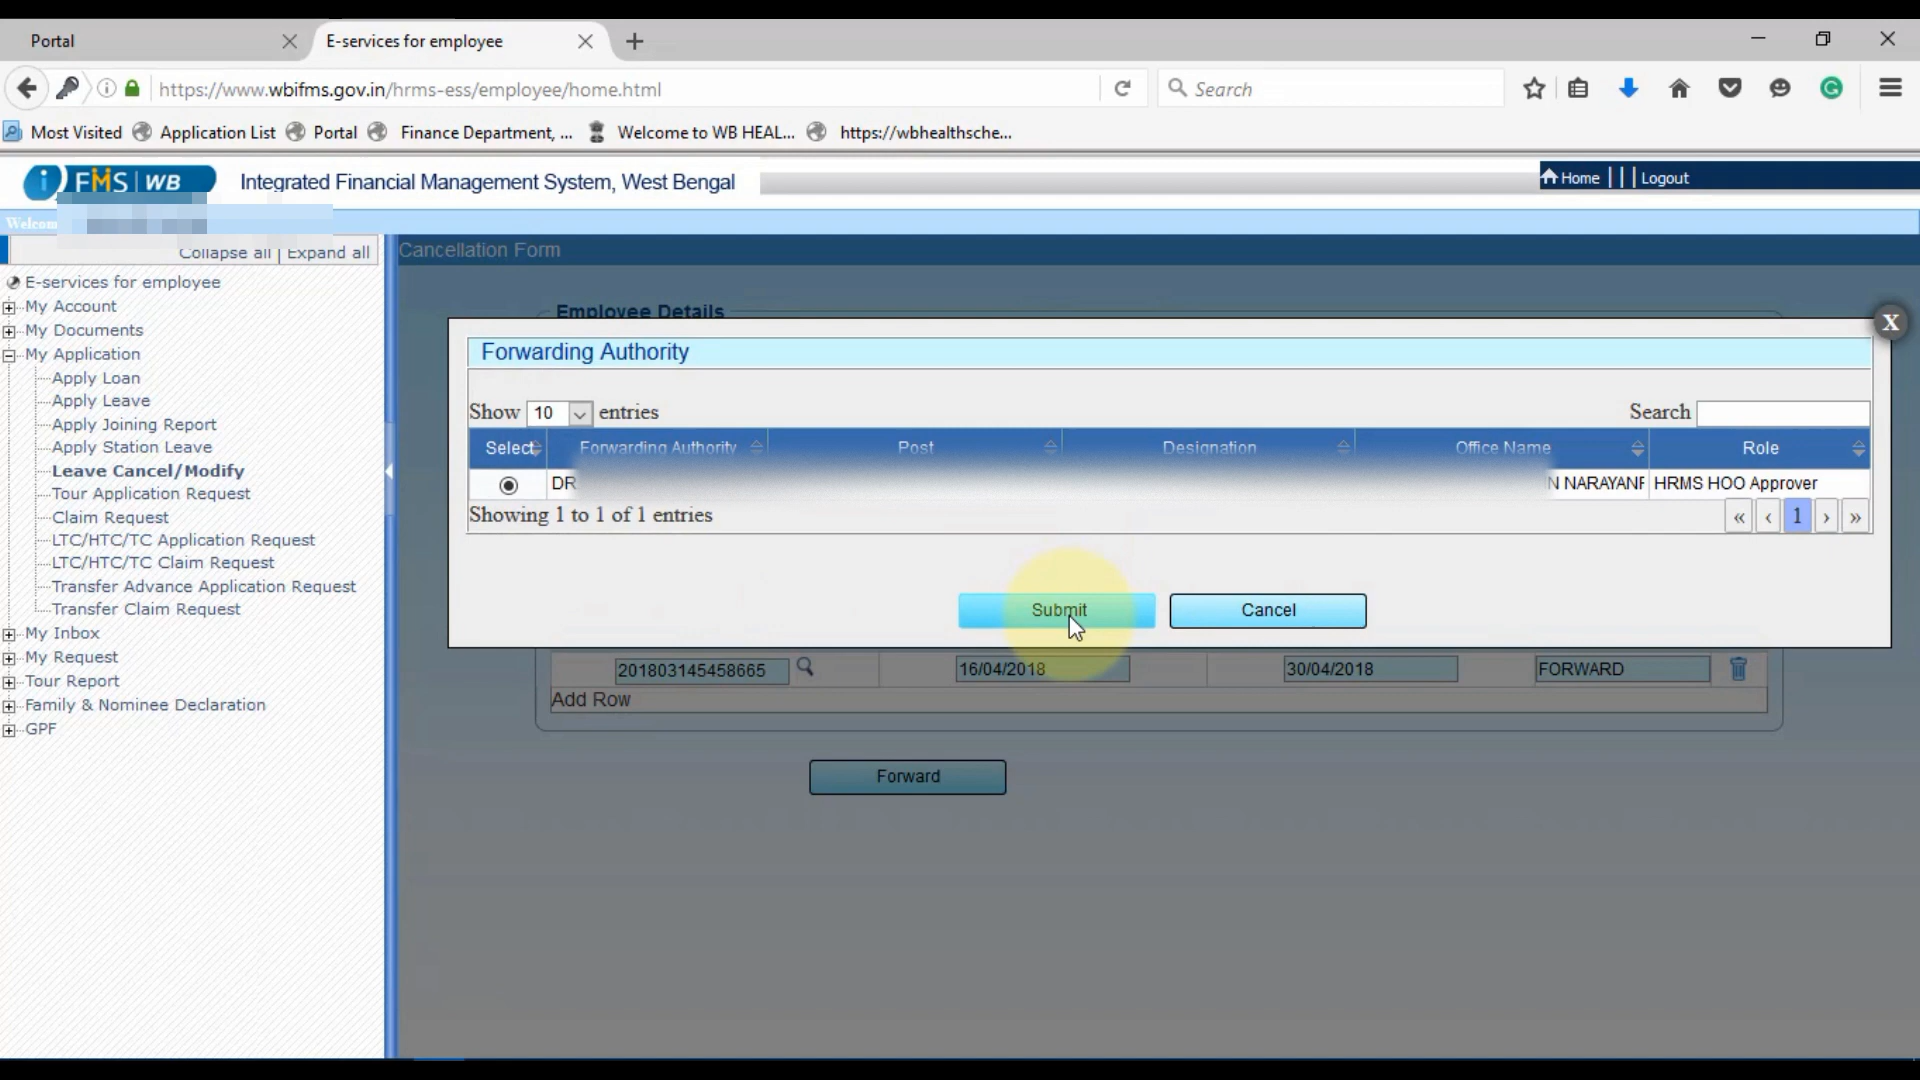 Portal
E-services for employee
https://www.wbifms.gov.in/hrms-ess/employee/home.html
Search
Most Visited Application List Portal Finance Department, ... Welcome to WB HEAL... https://wbhealthsche...
i FMS | WB Integrated Financial Management System, West Bengal
Home | | | Logout
Collapse all | Expand all
Cancellation Form
E-services for employee
My Account
My Documents
My Application
Apply Loan
Apply Leave
Apply Joining Report
Apply Station Leave
Leave Cancel/Modify
Tour Application Request
Claim Request
LTC/HTC/TC Application Request
LTC/HTC/TC Claim Request
Transfer Advance Application Request
Transfer Claim Request
My Inbox
My Request
Tour Report
Family & Nominee Declaration
GPF
Employee Details
X
Forwarding Authority
Show 10 entries
Search
Select Forwarding Authority Post Designation Office Name Role
DR N NARAYANF HRMS HOO Approver
Showing 1 to 1 of 1 entries
« ‹ 1 › »
Submit Cancel
201803145458665 16/04/2018 30/04/2018 FORWARD
Add Row
Forward